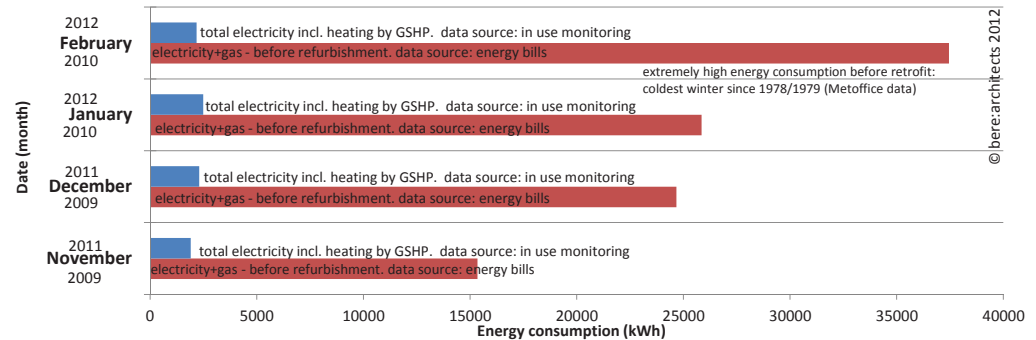 2012
February
2010
total electricity incl. heating by GSHP.  data source: in use monitoring
electricity+gas - before refurbishment. data source: energy bills
extremely high energy consumption before retrofit:
coldest winter since 1978/1979 (Metoffice data)
2012
January
2010
total electricity incl. heating by GSHP.  data source: in use monitoring
electricity+gas - before refurbishment. data source: energy bills
2011
December
2009
total electricity incl. heating by GSHP.  data source: in use monitoring
electricity+gas - before refurbishment. data source: energy bills
2011
November
2009
total electricity incl. heating by GSHP.  data source: in use monitoring
electricity+gas - before refurbishment. data source: energy bills
0 5000 10000 15000 20000 25000 30000 35000 40000
Energy consumption (kWh)
Date (month)
© bere:architects 2012